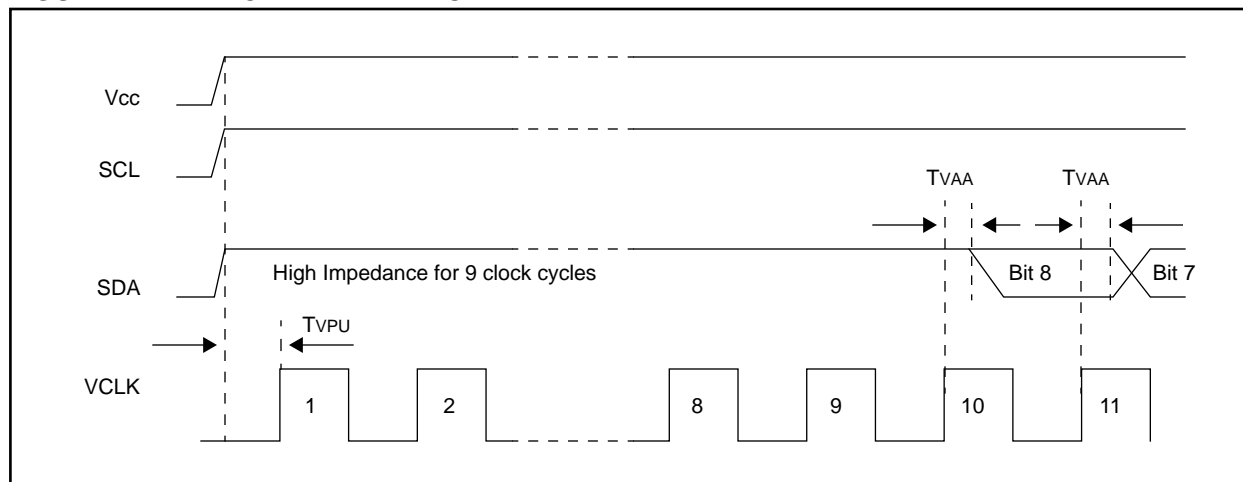 Vcc
SCL
TVAA TVAA
SDA
High Impedance for 9 clock cycles
Bit 8
Bit 7
TVPU
VCLK
1 2 8 9 10 11